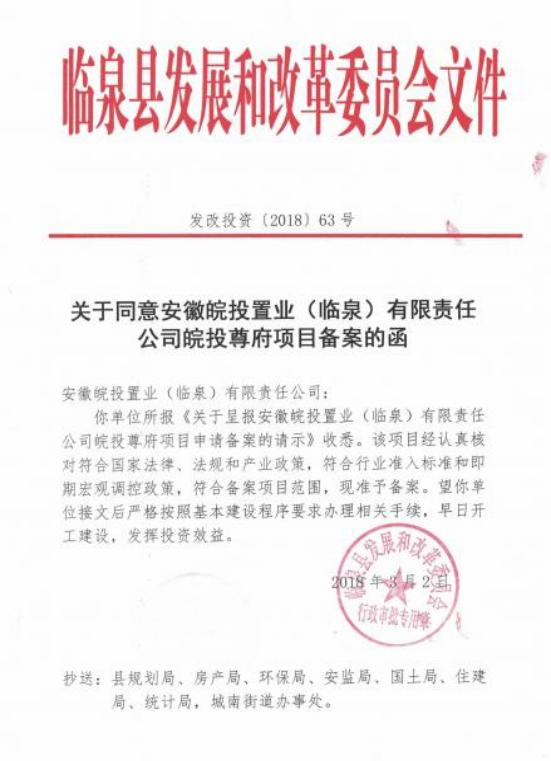 临泉县发展和改革委员会文件
发改投资〔2018〕63号
关于同意安徽皖投置业（临泉）有限责任
公司皖投尊府项目备案的函
安徽皖投置业（临泉）有限责任公司：
你单位所报《关于呈报安徽皖投置业（临泉）有限责任
公司皖投尊府项目申请备案的请示》收悉。该项目经认真核
对符合国家法律、法规和产业政策，符合行业准入标准和即
期宏观调控政策，符合备案项目范围，现准予备案。望你单
位接文后严格按照基本建设程序要求办理相关手续，早日开
工建设，发挥投资效益。
2018年3月2日
临泉县发展和改革委员会
行政审批专用章
抄送：县规划局、房产局、环保局、安监局、国土局、住建
局、统计局，城南街道办事处。